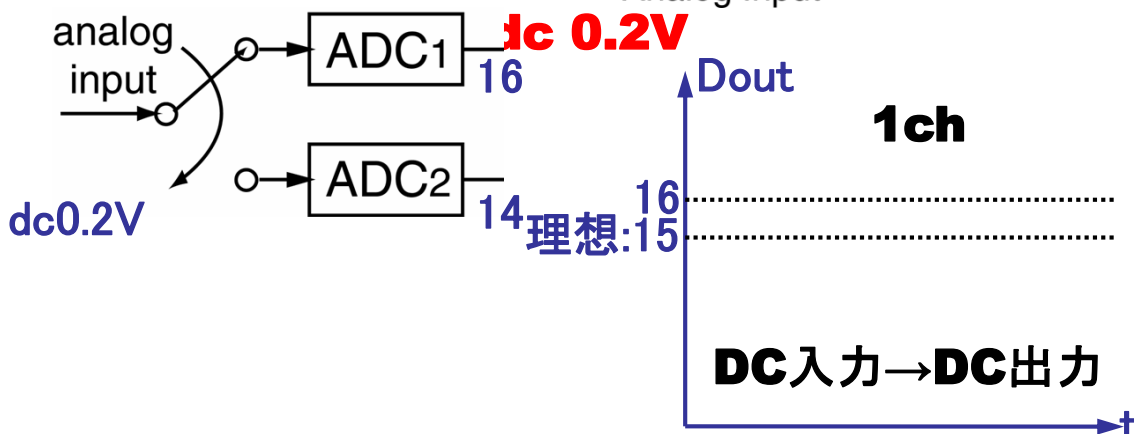 analog
input
ADC1
16
ADC2
14
dc0.2V
dc 0.2V
Dout
1ch
16
理想:15
DC入力→DC出力
t